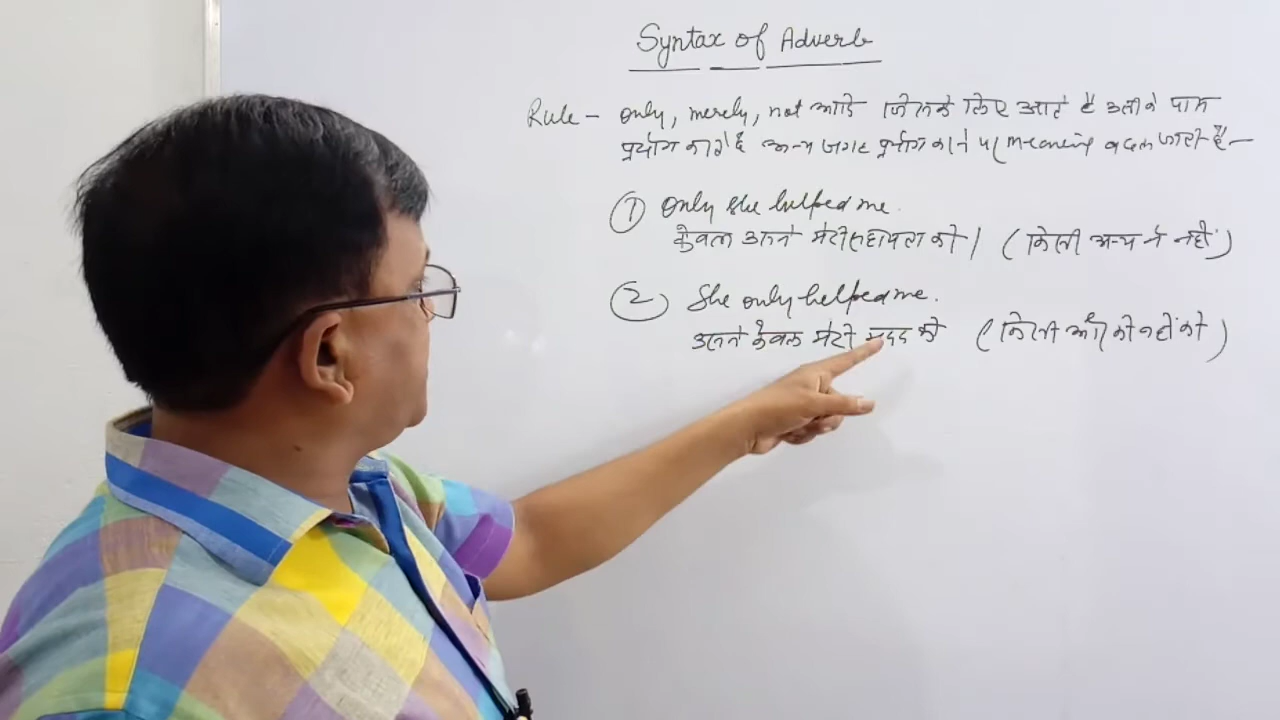 Syntax of Adverb
Rule - only, merely, not आदि जिसके लिए आते हैं उसी के पास
प्रयोग करते हैं अन्य जगह प्रयोग करने पर meaning बदल जाती है -
① Only she helped me.
केवल उसने मेरी सहायता की। (किसी अन्य ने नहीं)
② She only helped me.
उसने केवल मेरी मदद की (किसी और की नहीं की)